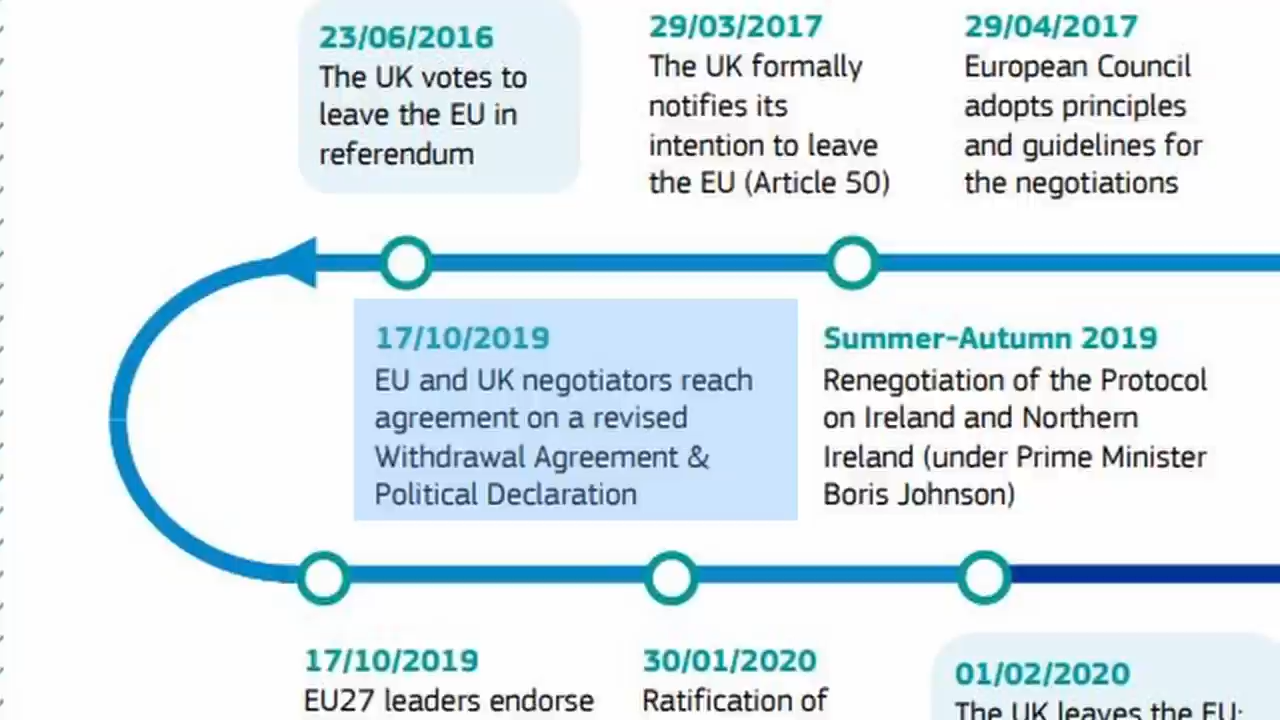 23/06/2016
The UK votes to
leave the EU in
referendum
29/03/2017
The UK formally
notifies its
intention to leave
the EU (Article 50)
29/04/2017
European Council
adopts principles
and guidelines for
the negotiations
17/10/2019
EU and UK negotiators reach
agreement on a revised
Withdrawal Agreement &
Political Declaration
Summer-Autumn 2019
Renegotiation of the Protocol
on Ireland and Northern
Ireland (under Prime Minister
Boris Johnson)
17/10/2019
EU27 leaders endorse
30/01/2020
Ratification of
01/02/2020
The UK leaves the EU: